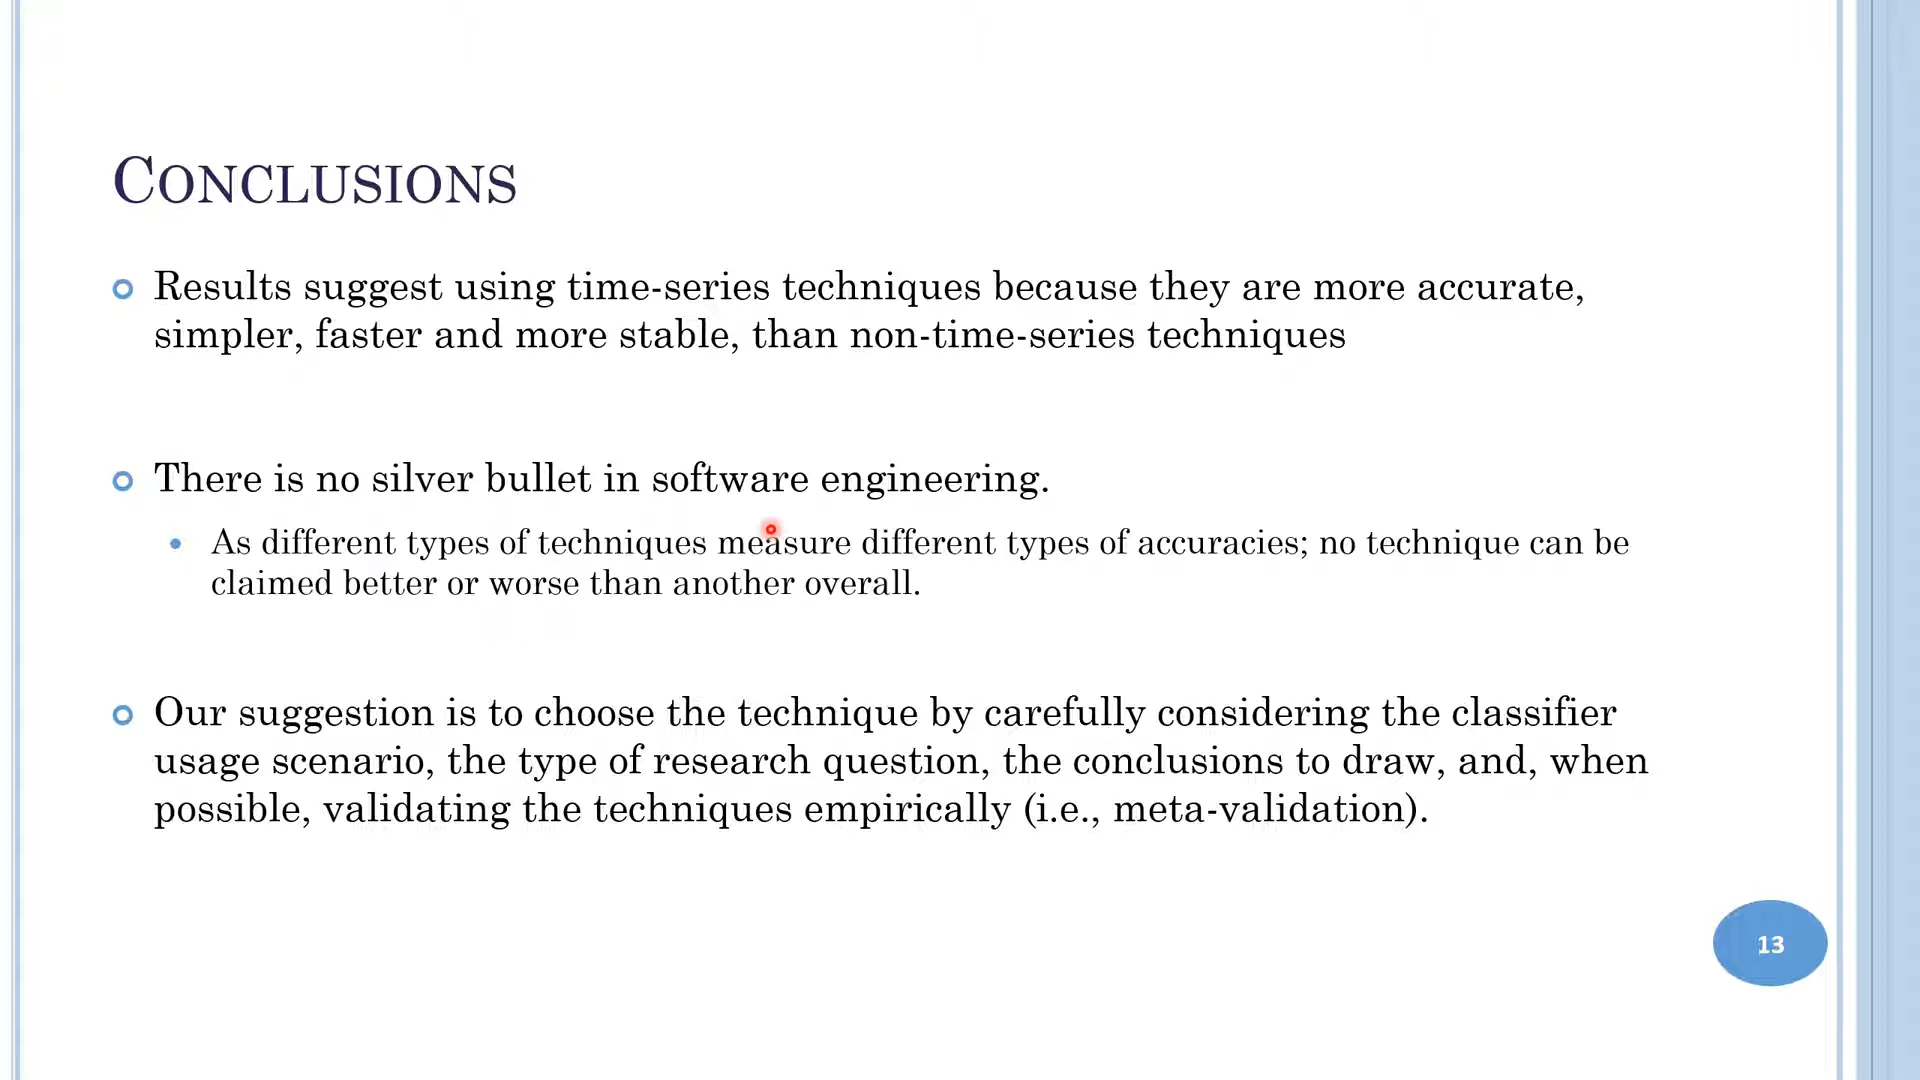 CONCLUSIONS
Results suggest using time-series techniques because they are more accurate,
simpler, faster and more stable, than non-time-series techniques
There is no silver bullet in software engineering.
As different types of techniques measure different types of accuracies; no technique can be
claimed better or worse than another overall.
Our suggestion is to choose the technique by carefully considering the classifier
usage scenario, the type of research question, the conclusions to draw, and, when
possible, validating the techniques empirically (i.e., meta-validation).
13